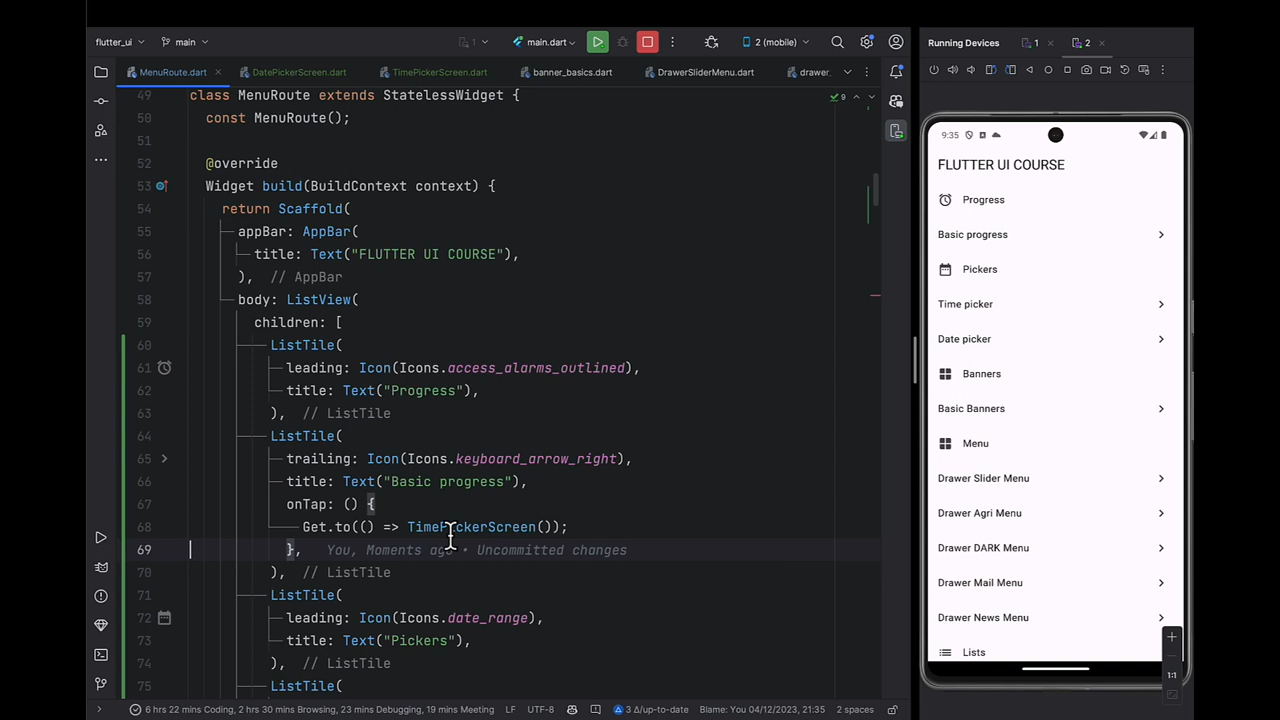 flutter_ui
main
1
main.dart
2 (mobile)
Running Devices
1
2
MenuRoute.dart
DatePickerScreen.dart
TimePickerScreen.dart
banner_basics.dart
DrawerSliderMenu.dart
drawer_
49 class MenuRoute extends StatelessWidget {
9
50 const MenuRoute();
51
52 @override
53 Widget build(BuildContext context) {
54 return Scaffold(
55 appBar: AppBar(
56 title: Text("FLUTTER UI COURSE"),
57 ), // AppBar
58 body: ListView(
59 children: [
60 ListTile(
61 leading: Icon(Icons.access_alarms_outlined),
62 title: Text("Progress"),
63 ), // ListTile
64 ListTile(
65 trailing: Icon(Icons.keyboard_arrow_right),
66 title: Text("Basic progress"),
67 onTap: () {
68 Get.to(() => TimePickerScreen());
69 }, You, Moments ago • Uncommitted changes
70 ), // ListTile
71 ListTile(
72 leading: Icon(Icons.date_range),
73 title: Text("Pickers"),
74 ), // ListTile
75 ListTile(
9:35
FLUTTER UI COURSE
Progress
Basic progress
Pickers
Time picker
Date picker
Banners
Basic Banners
Menu
Drawer Slider Menu
Drawer Agri Menu
Drawer DARK Menu
Drawer Mail Menu
Drawer News Menu
Lists
1:1
6 hrs 22 mins Coding, 2 hrs 30 mins Browsing, 23 mins Debugging, 19 mins Meeting
LF
UTF-8
3 Δ/up-to-date
Blame: You 04/12/2023, 21:35
2 spaces